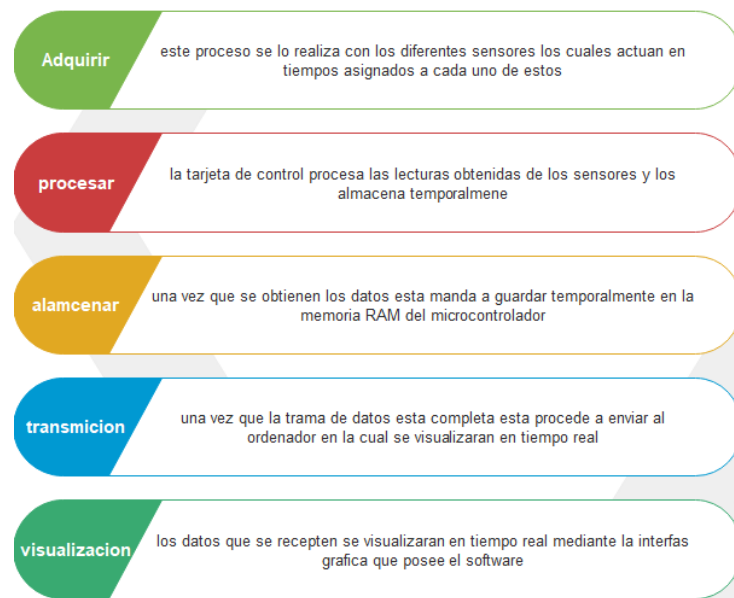 Adquirir
este proceso se lo realiza con los diferentes sensores los cuales actuan en
tiempos asignados a cada uno de estos
procesar
la tarjeta de control procesa las lecturas obtenidas de los sensores y los
almacena temporalmene
alamcenar
una vez que se obtienen los datos esta manda a guardar temporalmente en la
memoria RAM del microcontrolador
transmicion
una vez que la trama de datos esta completa esta procede a enviar al
ordenador en la cual se visualizaran en tiempo real
visualizacion
los datos que se recepten se visualizaran en tiempo real mediante la interfas
grafica que posee el software